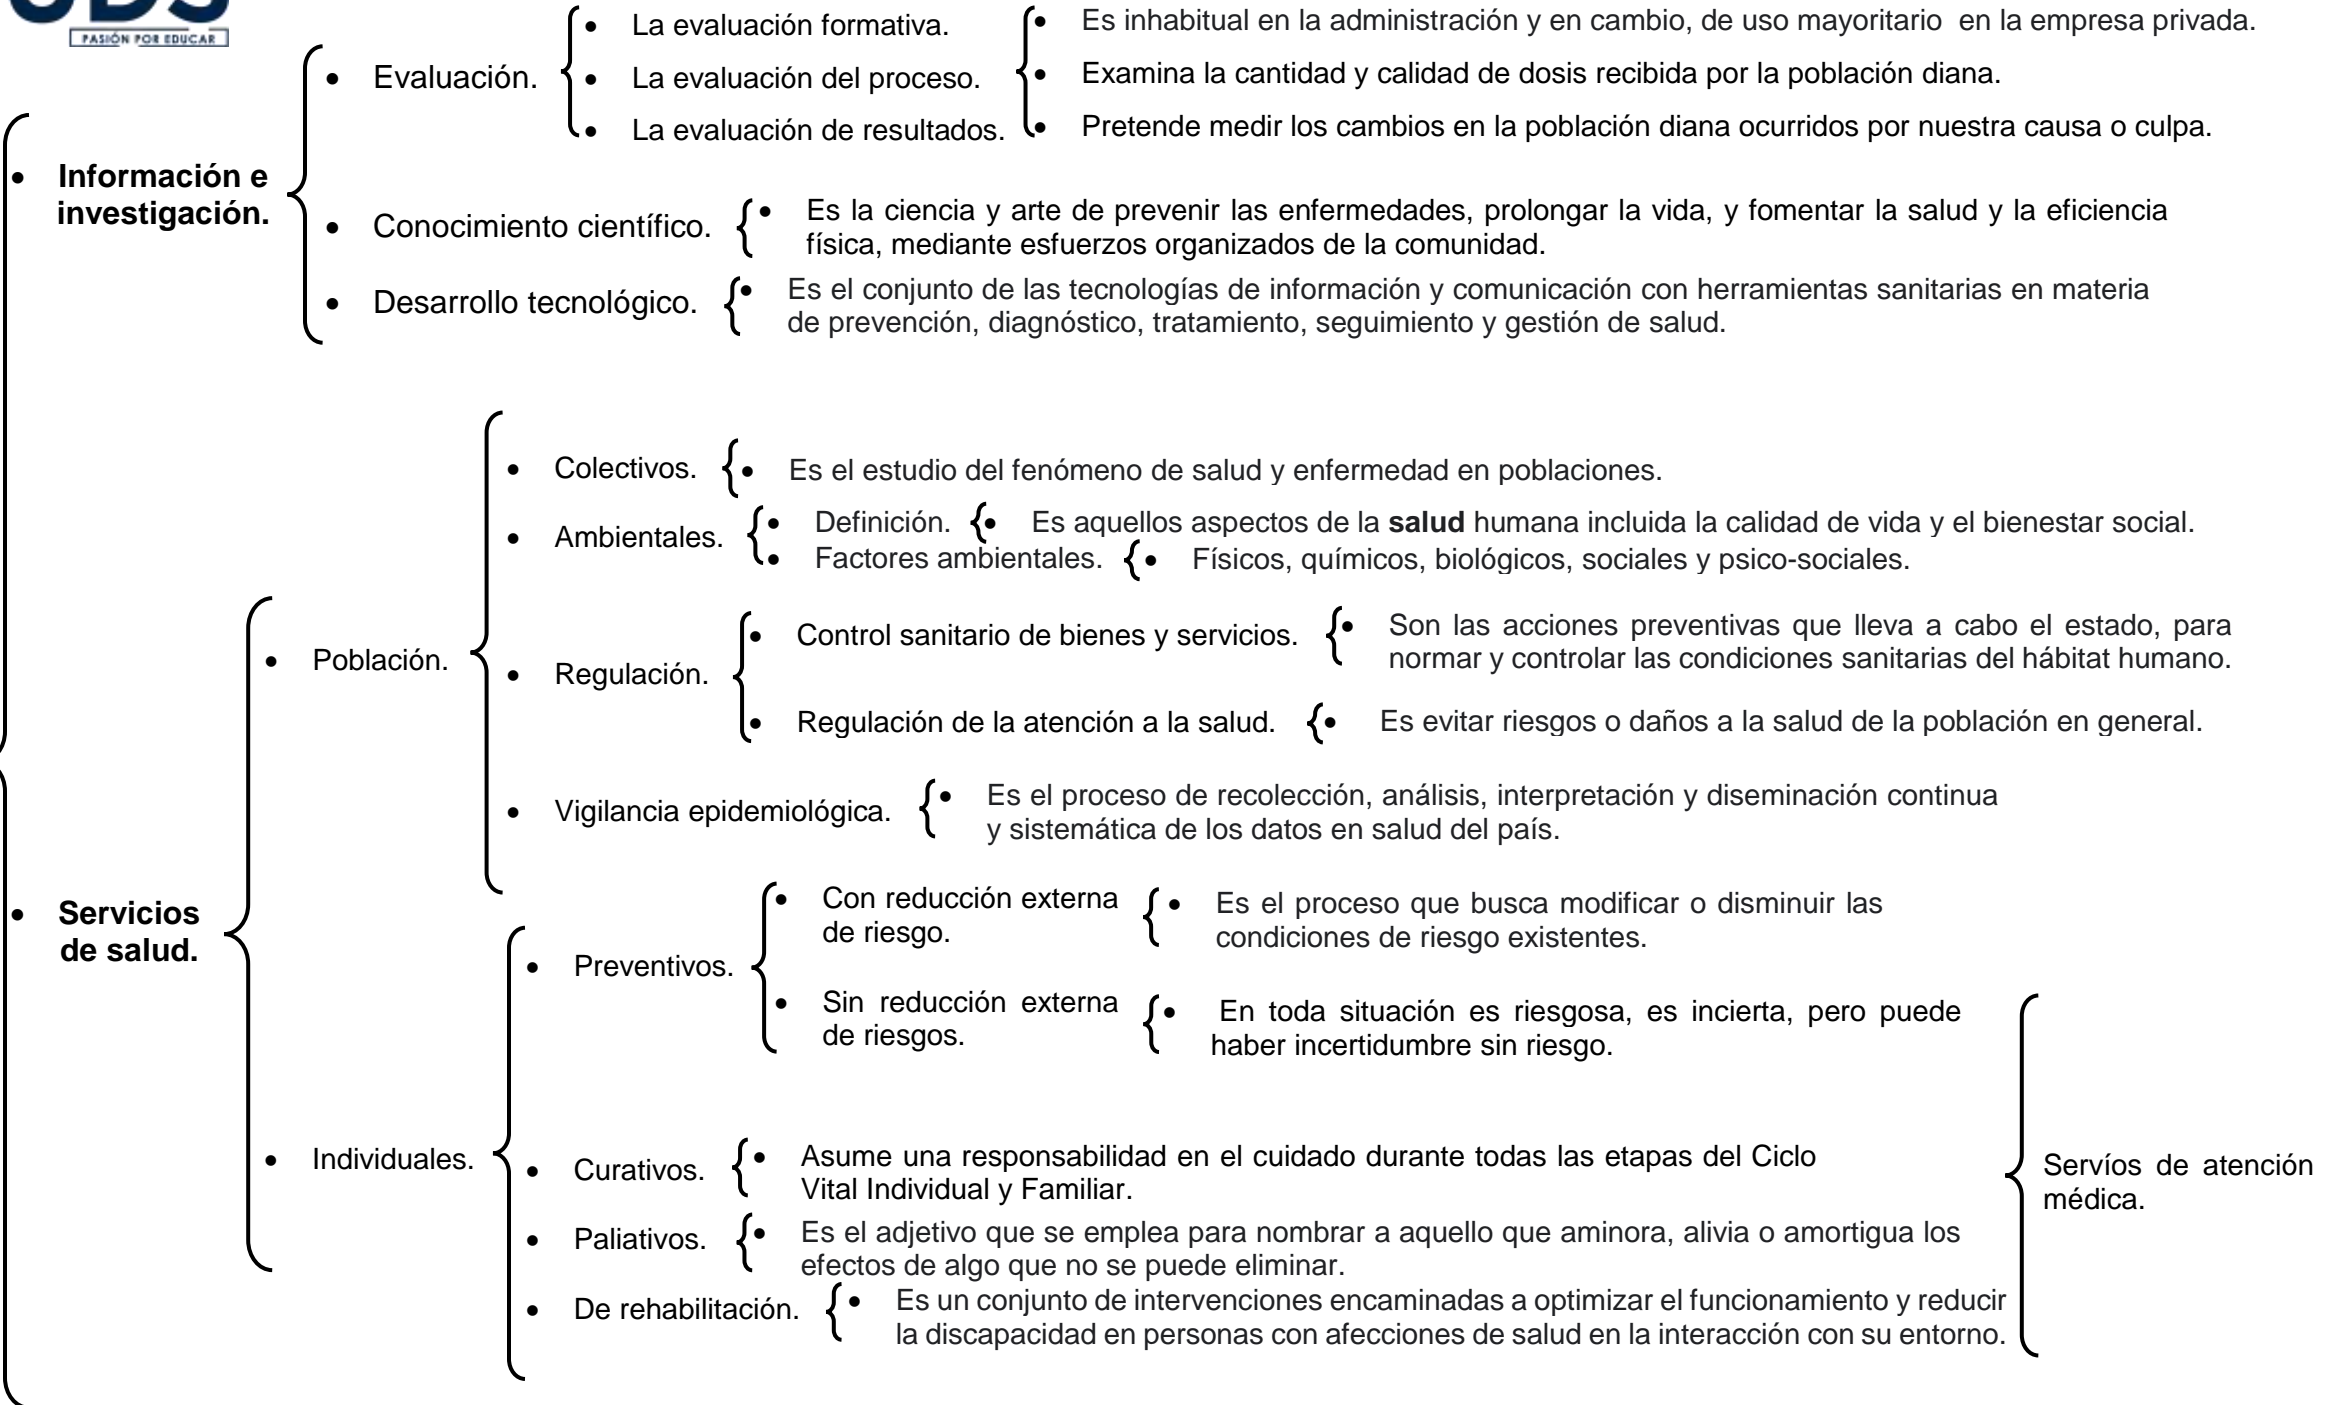 UDS
PASIÓN POR EDUCAR
• Información e
investigación.
• Evaluación.
• La evaluación formativa.
• La evaluación del proceso.
• La evaluación de resultados.
• Es inhabitual en la administración y en cambio, de uso mayoritario en la empresa privada.
• Examina la cantidad y calidad de dosis recibida por la población diana.
• Pretende medir los cambios en la población diana ocurridos por nuestra causa o culpa.
• Conocimiento científico.
• Es la ciencia y arte de prevenir las enfermedades, prolongar la vida, y fomentar la salud y la eficiencia
física, mediante esfuerzos organizados de la comunidad.
• Desarrollo tecnológico.
• Es el conjunto de las tecnologías de información y comunicación con herramientas sanitarias en materia
de prevención, diagnóstico, tratamiento, seguimiento y gestión de salud.
• Servicios
de salud.
• Población.
• Colectivos.
• Es el estudio del fenómeno de salud y enfermedad en poblaciones.
• Ambientales.
• Definición.
• Es aquellos aspectos de la salud humana incluida la calidad de vida y el bienestar social.
• Factores ambientales.
• Físicos, químicos, biológicos, sociales y psico-sociales.
• Regulación.
• Control sanitario de bienes y servicios.
• Son las acciones preventivas que lleva a cabo el estado, para
normar y controlar las condiciones sanitarias del hábitat humano.
• Regulación de la atención a la salud.
• Es evitar riesgos o daños a la salud de la población en general.
• Vigilancia epidemiológica.
• Es el proceso de recolección, análisis, interpretación y diseminación continua
y sistemática de los datos en salud del país.
• Individuales.
• Preventivos.
• Con reducción externa
de riesgo.
• Es el proceso que busca modificar o disminuir las
condiciones de riesgo existentes.
• Sin reducción externa
de riesgos.
• En toda situación es riesgosa, es incierta, pero puede
haber incertidumbre sin riesgo.
• Curativos.
• Asume una responsabilidad en el cuidado durante todas las etapas del Ciclo
Vital Individual y Familiar.
• Paliativos.
• Es el adjetivo que se emplea para nombrar a aquello que aminora, alivia o amortigua los
efectos de algo que no se puede eliminar.
• De rehabilitación.
• Es un conjunto de intervenciones encaminadas a optimizar el funcionamiento y reducir
la discapacidad en personas con afecciones de salud en la interacción con su entorno.
Servíos de atención
médica.